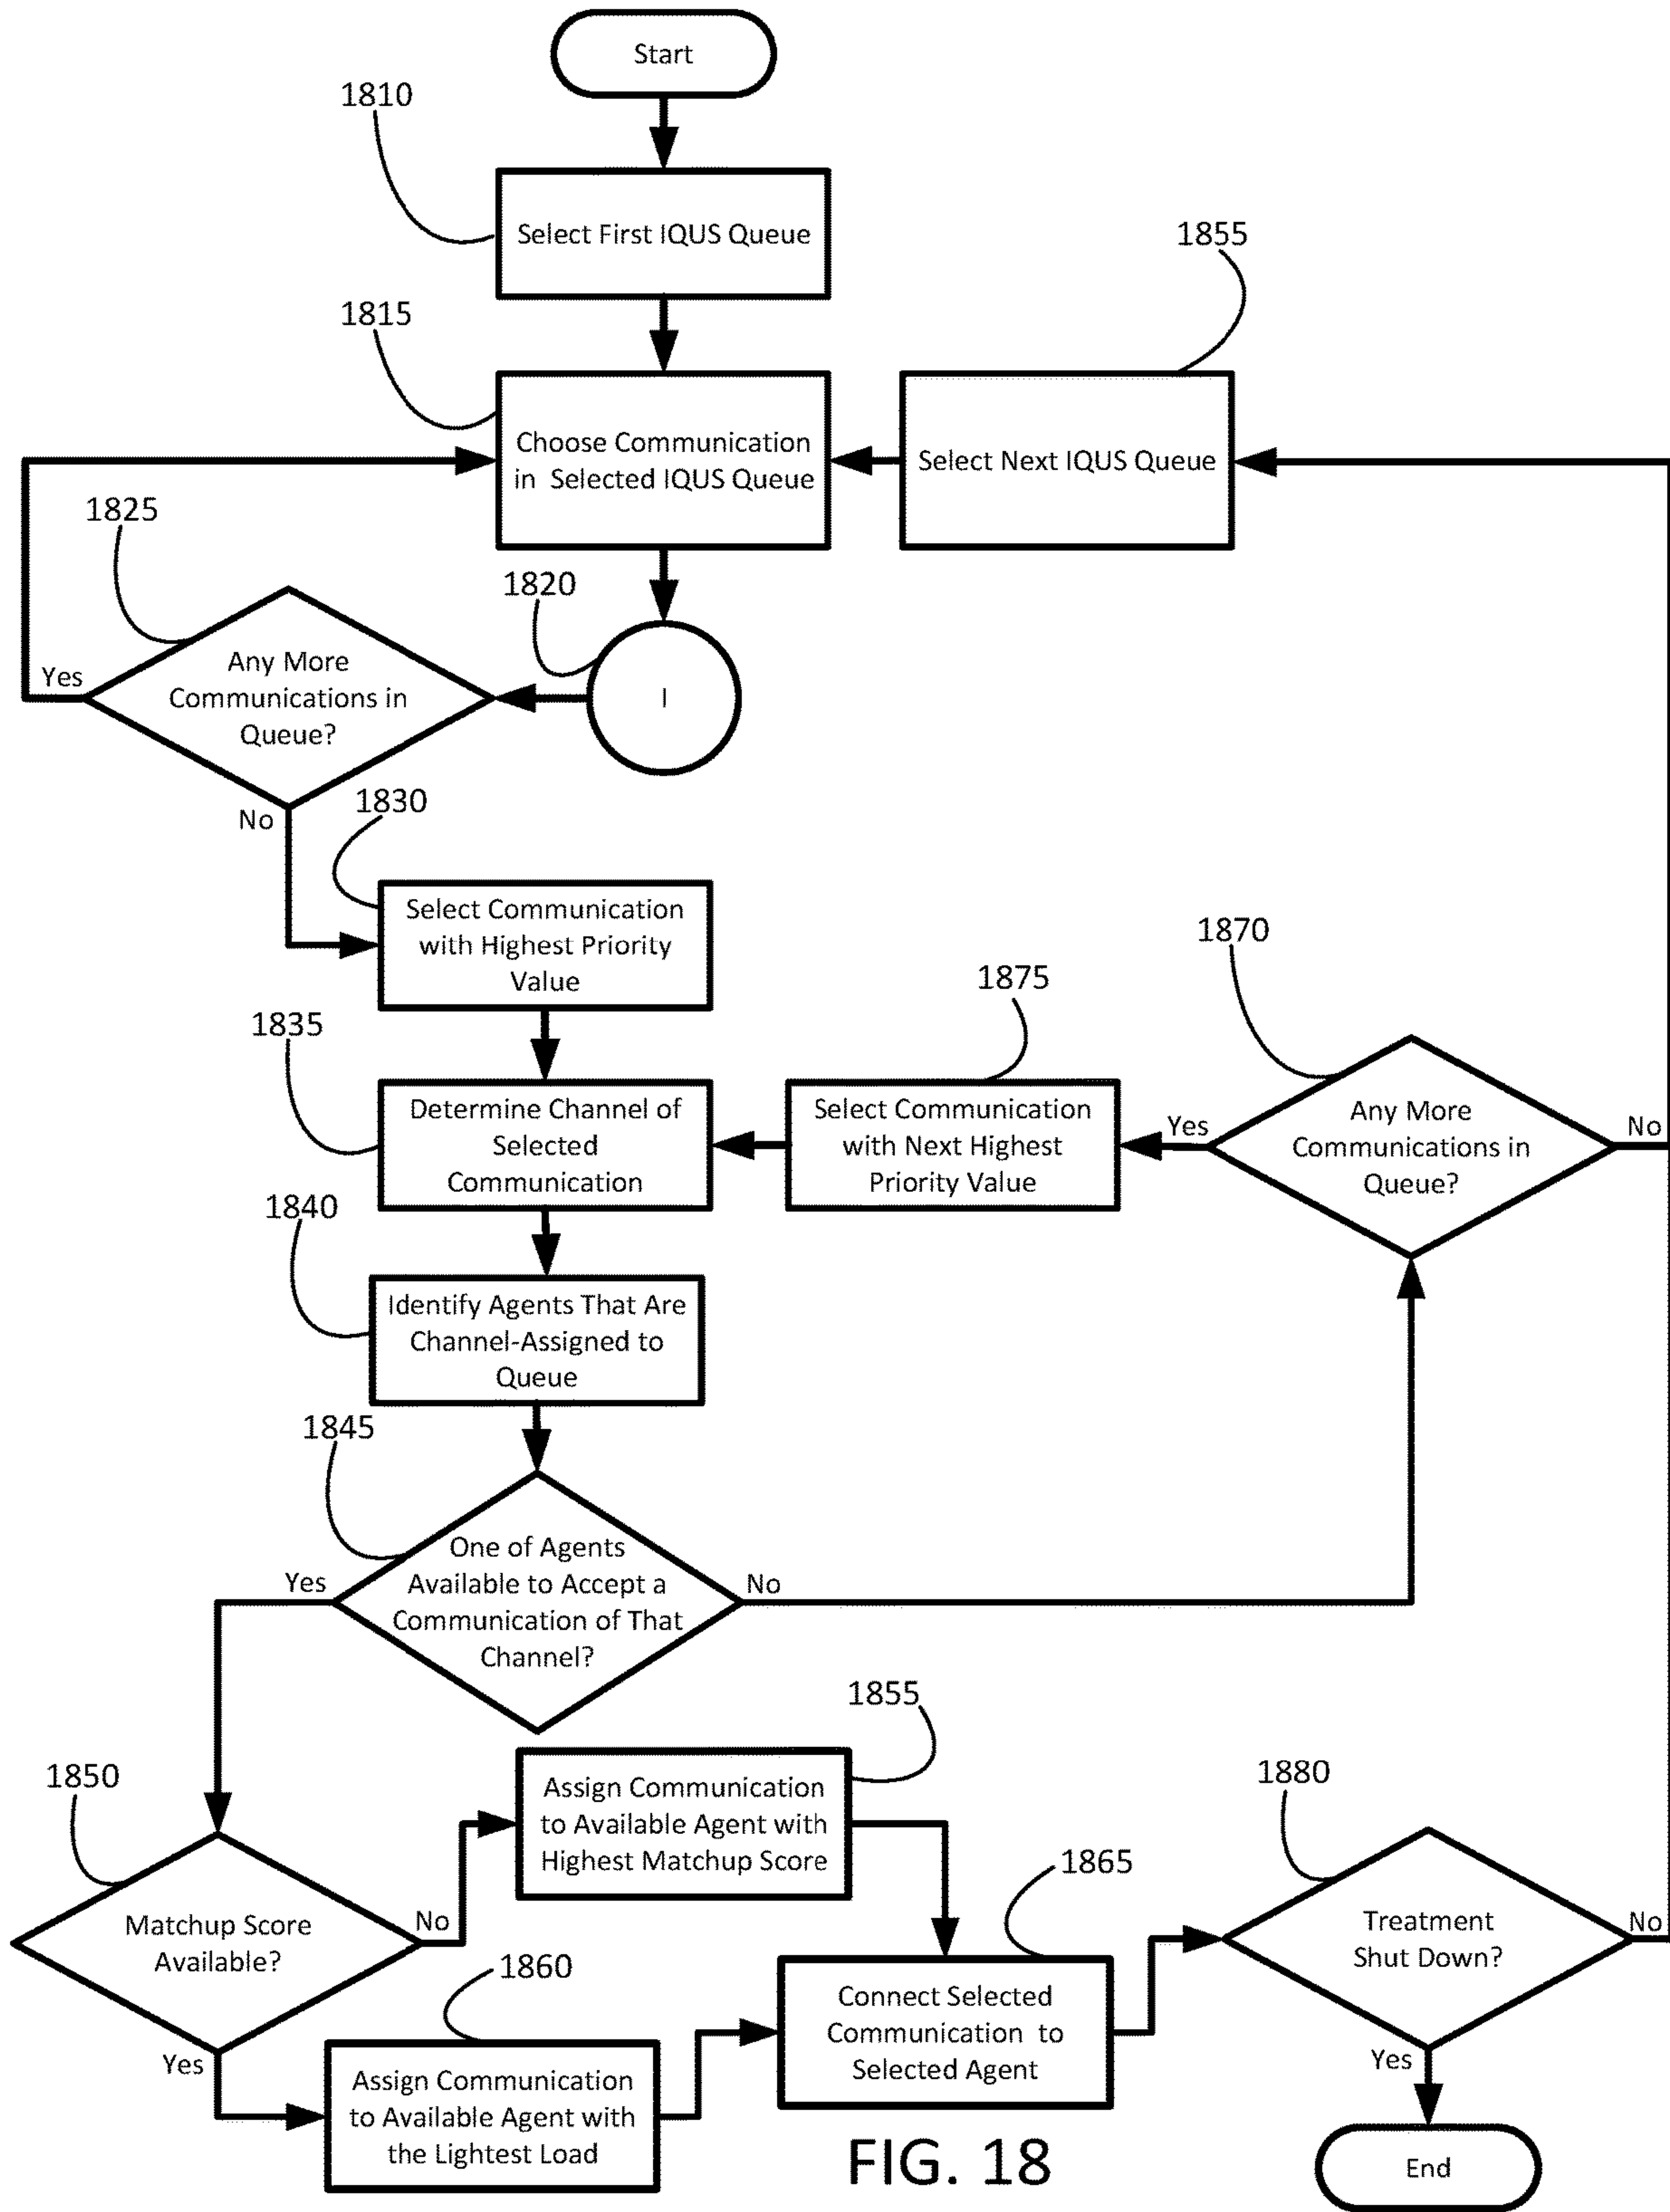 Start
1810
Select First IQUS Queue
1855
1815
Choose Communication
in Selected IQUS Queue
Select Next IQUS Queue
1825
1820
Any More
Communications in
Queue?
Yes
I
No
1830
Select Communication
with Highest Priority
Value
1870
1875
1835
Determine Channel of
Selected
Communication
Select Communication
with Next Highest
Priority Value
Yes
Any More
Communications in
Queue?
No
1840
Identify Agents That Are
Channel-Assigned to
Queue
1845
One of Agents
Available to Accept a
Communication of That
Channel?
Yes
No
1855
1850
Assign Communication
to Available Agent with
Highest Matchup Score
1880
1865
Matchup Score
Available?
No
Yes
1860
Assign Communication
to Available Agent with
the Lightest Load
Connect Selected
Communication to
Selected Agent
Treatment
Shut Down?
No
Yes
End
FIG. 18